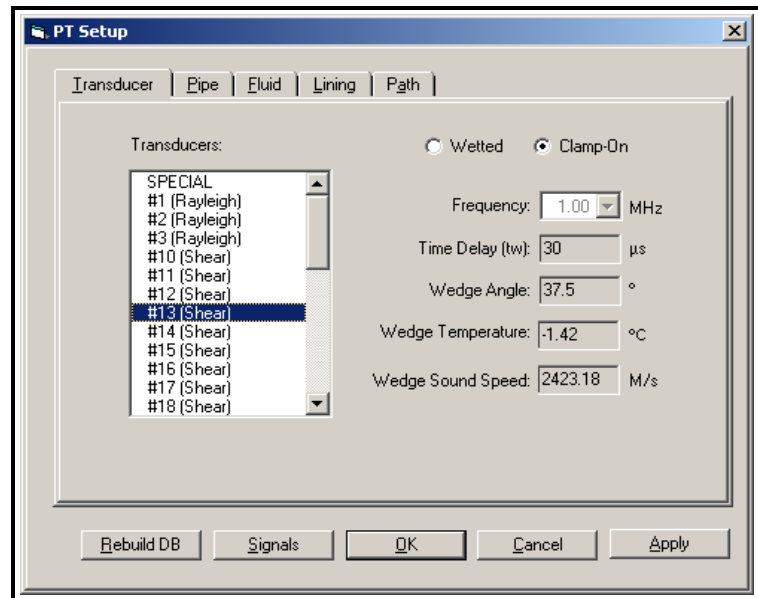 PT Setup
Transducer Pipe Fluid Lining Path
Transducers:
Wetted Clamp-On
SPECIAL
#1 (Rayleigh)
#2 (Rayleigh)
#3 (Rayleigh)
#10 (Shear)
#11 (Shear)
#12 (Shear)
#13 (Shear)
#14 (Shear)
#15 (Shear)
#16 (Shear)
#17 (Shear)
#18 (Shear)
Frequency: 1.00 MHz
Time Delay (tw): 30 µs
Wedge Angle: 37.5 °
Wedge Temperature: -1.42 °C
Wedge Sound Speed: 2423.18 M/s
Rebuild DB Signals OK Cancel Apply